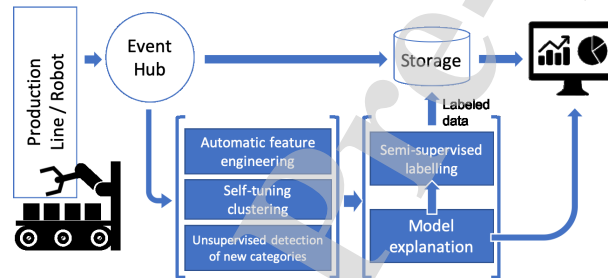 Production
Line / Robot
Event
Hub
Storage
Labeled
data
Automatic feature
engineering
Self-tuning
clustering
Unsupervised detection
of new categories
Semi-supervised
labelling
Model
explanation
Pre-